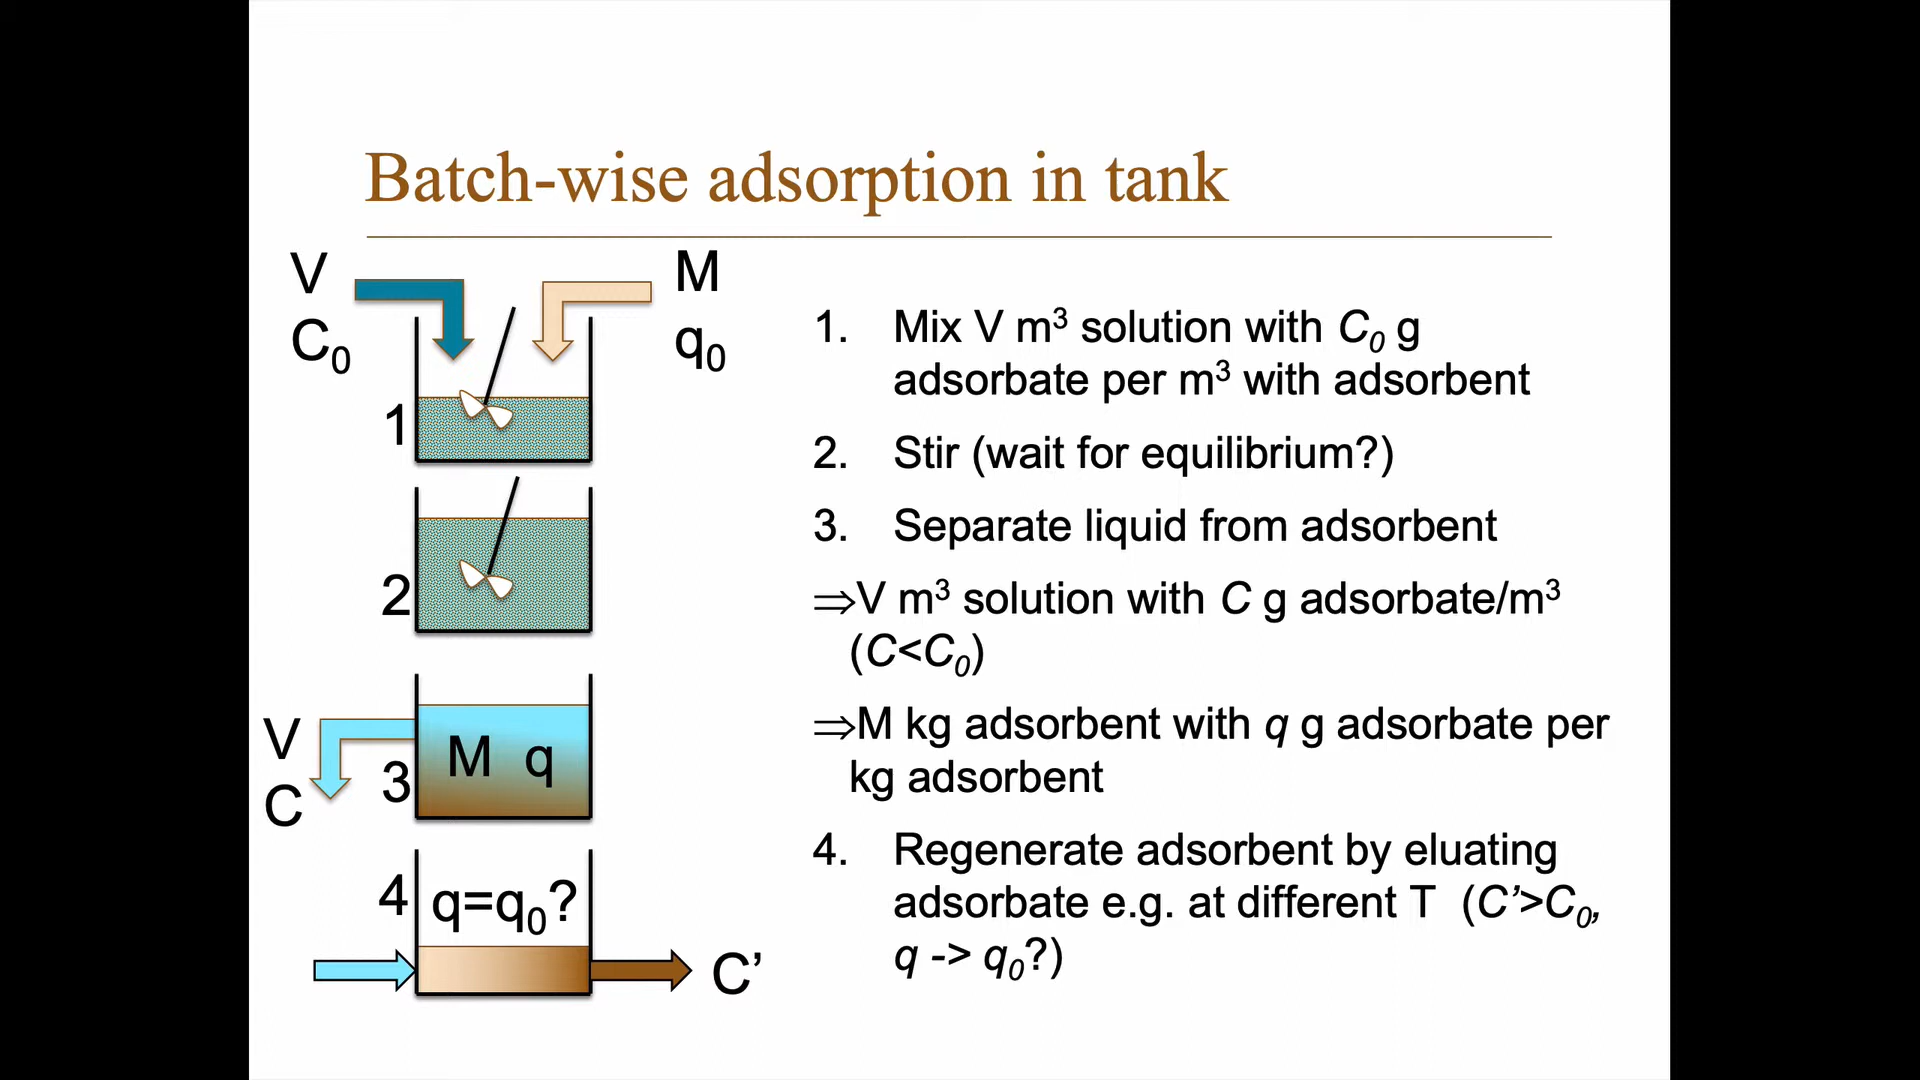 Batch-wise adsorption in tank
V
C₀
M
q₀
1
2
V
C
3
M q
4
q=q₀?
C’
1. Mix V m³ solution with C₀ g
adsorbate per m³ with adsorbent
2. Stir (wait for equilibrium?)
3. Separate liquid from adsorbent
⇒V m³ solution with C g adsorbate/m³
(C<C₀)
⇒M kg adsorbent with q g adsorbate per
kg adsorbent
4. Regenerate adsorbent by eluating
adsorbate e.g. at different T (C’>C₀,
q -> q₀?)